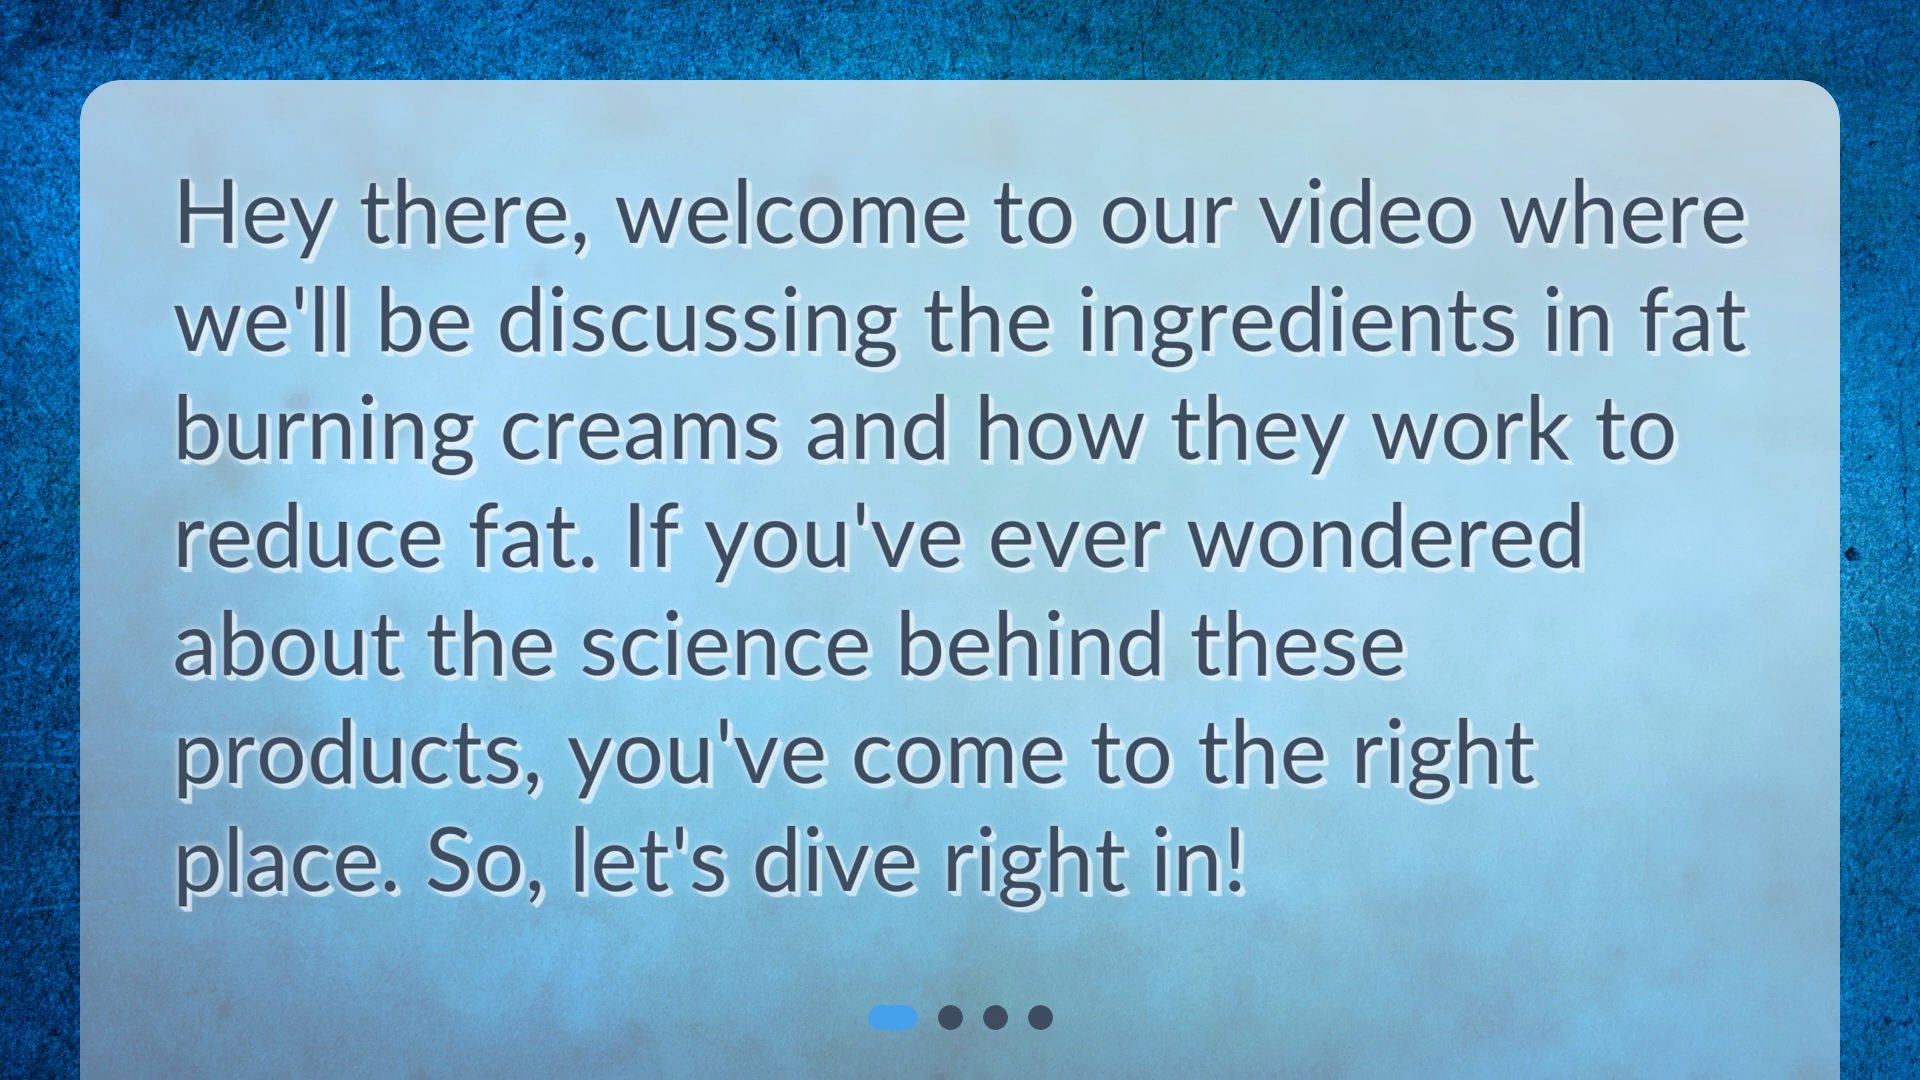 Hey there, welcome to our video where
we'll be discussing the ingredients in fat
burning creams and how they work to
reduce fat. If you've ever wondered
about the science behind these
products, you've come to the right
place. So, let's dive right in!